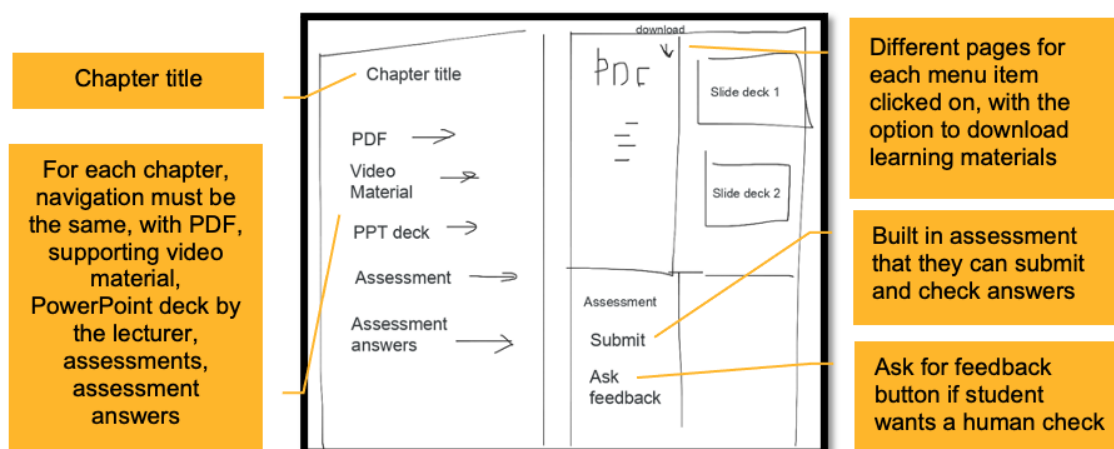 Chapter title
For each chapter,
navigation must be
the same, with PDF,
supporting video
material,
PowerPoint deck by
the lecturer,
assessments,
assessment
answers
Chapter title
PDF
Video
Material
PPT deck
Assessment
Assessment
answers
download
PDF
Slide deck 1
Slide deck 2
Assessment
Submit
Ask
feedback
Different pages for
each menu item
clicked on, with the
option to download
learning materials
Built in assessment
that they can submit
and check answers
Ask for feedback
button if student
wants a human check